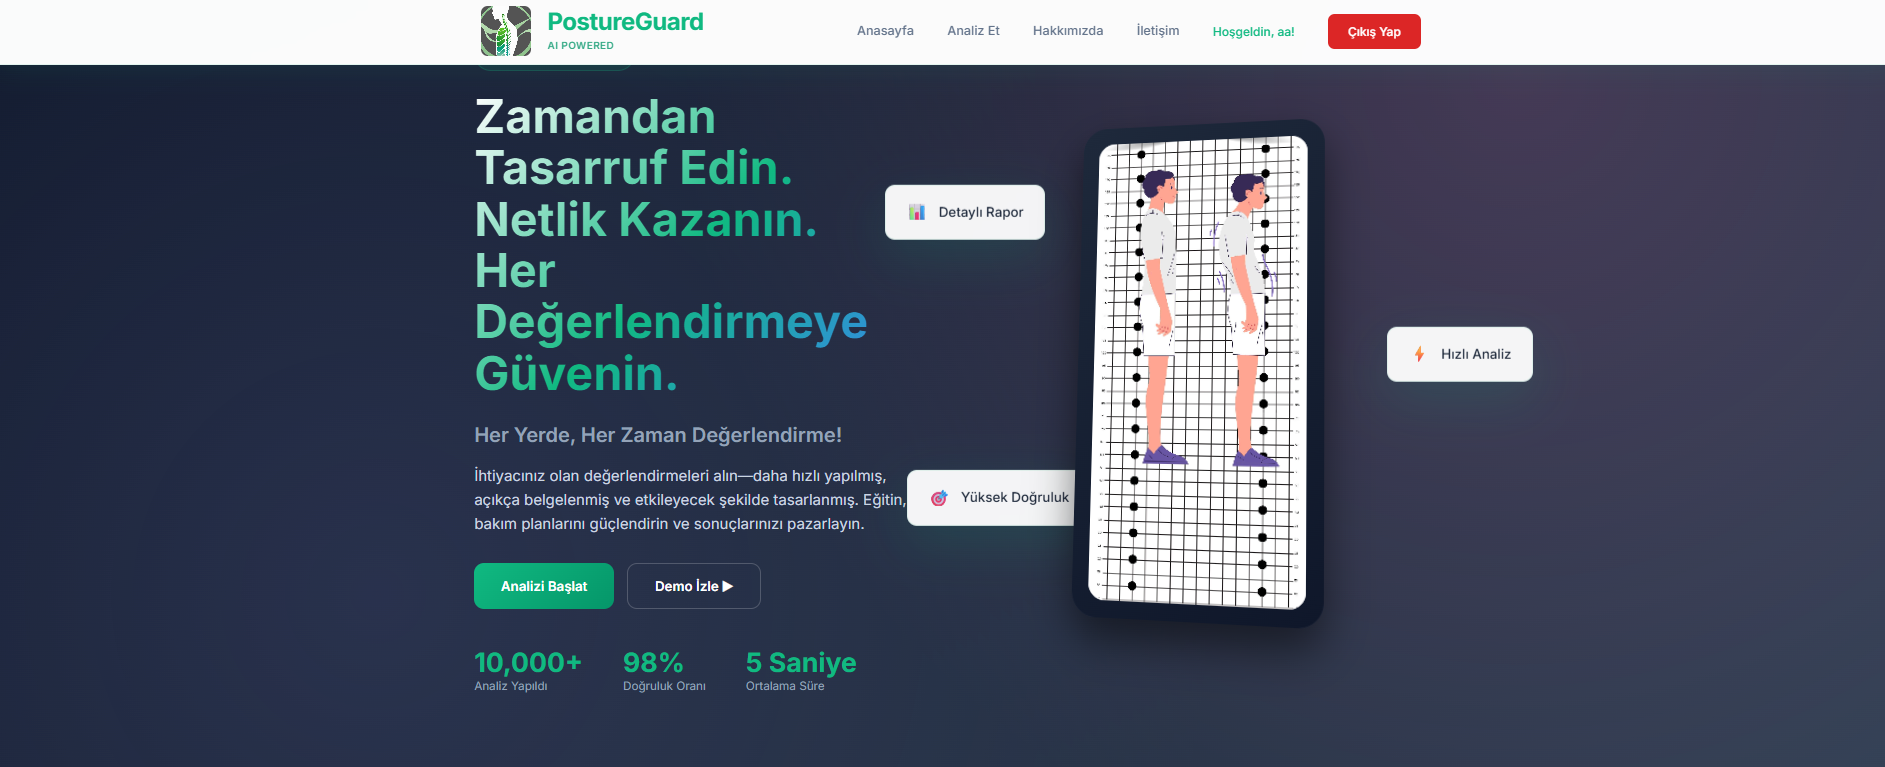 PostureGuard
AI POWERED
Anasayfa
Analiz Et
Hakkımızda
İletişim
Hoşgeldin, aa!
Çıkış Yap
Zamandan
Tasarruf Edin.
Netlik Kazanın.
Her
Değerlendirmeye
Güvenin.
Her Yerde, Her Zaman Değerlendirme!
İhtiyacınız olan değerlendirmeleri alın—daha hızlı yapılmış,
açıkça belgelenmiş ve etkileyecek şekilde tasarlanmış. Eğitin,
bakım planlarını güçlendirin ve sonuçlarınızı pazarlayın.
Analizi Başlat
Demo İzle ▶
10,000+
Analiz Yapıldı
98%
Doğruluk Oranı
5 Saniye
Ortalama Süre
Detaylı Rapor
Yüksek Doğruluk
Hızlı Analiz